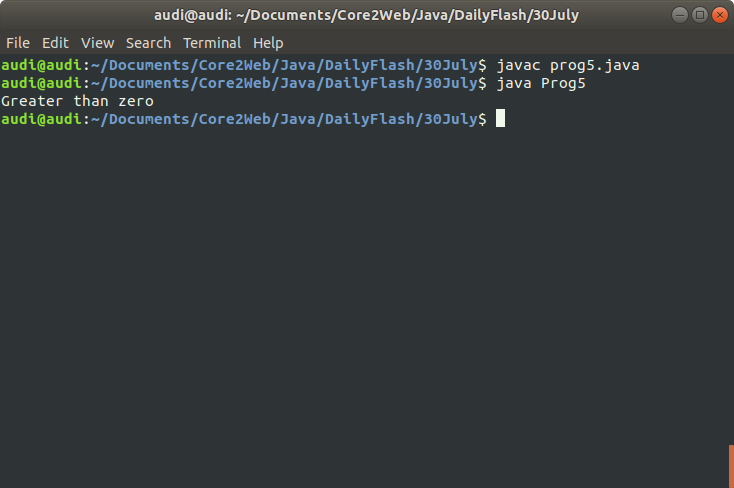 audi@audi: ~/Documents/Core2Web/Java/DailyFlash/30July
File Edit View Search Terminal Help
audi@audi:~/Documents/Core2Web/Java/DailyFlash/30July$ javac prog5.java
audi@audi:~/Documents/Core2Web/Java/DailyFlash/30July$ java Prog5
Greater than zero
audi@audi:~/Documents/Core2Web/Java/DailyFlash/30July$